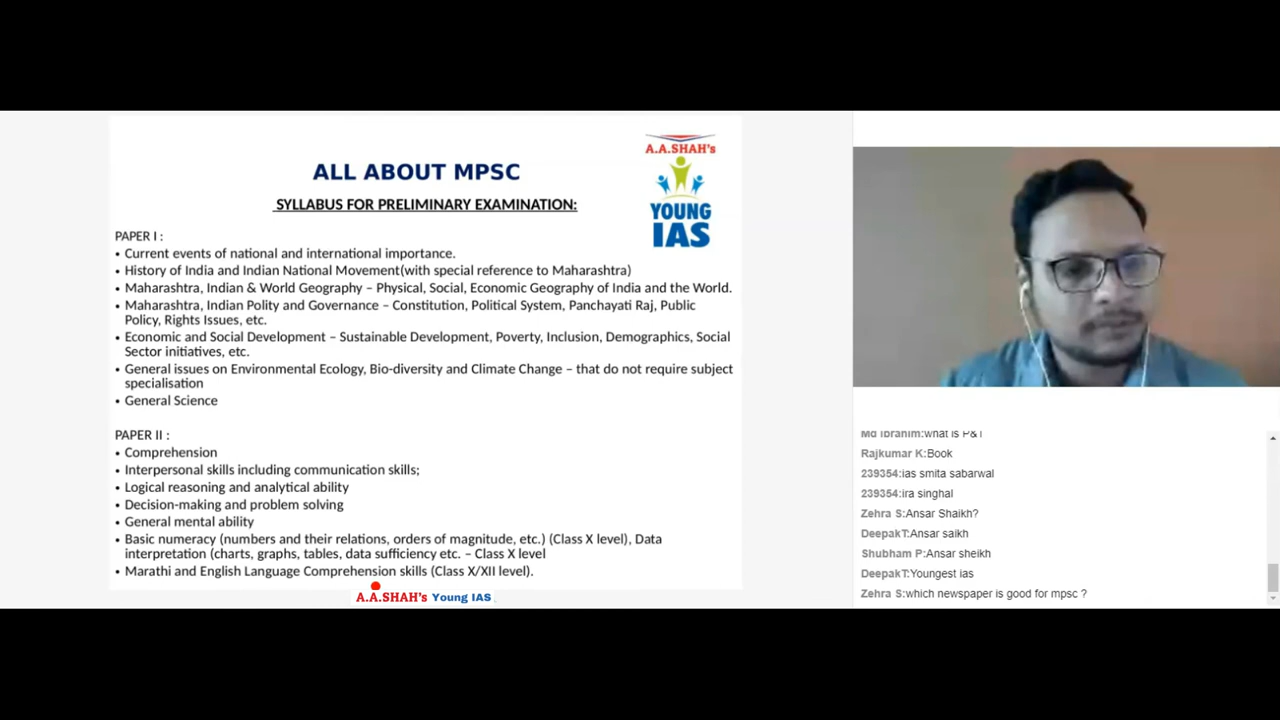 A.A.SHAH's
YOUNG
IAS
ALL ABOUT MPSC
SYLLABUS FOR PRELIMINARY EXAMINATION:
PAPER I :
• Current events of national and international importance.
• History of India and Indian National Movement(with special reference to Maharashtra)
• Maharashtra, Indian & World Geography – Physical, Social, Economic Geography of India and the World.
• Maharashtra, Indian Polity and Governance – Constitution, Political System, Panchayati Raj, Public
Policy, Rights Issues, etc.
• Economic and Social Development – Sustainable Development, Poverty, Inclusion, Demographics, Social
Sector initiatives, etc.
• General issues on Environmental Ecology, Bio-diversity and Climate Change – that do not require subject
specialisation
• General Science
PAPER II :
• Comprehension
• Interpersonal skills including communication skills;
• Logical reasoning and analytical ability
• Decision-making and problem solving
• General mental ability
• Basic numeracy (numbers and their relations, orders of magnitude, etc.) (Class X level), Data
interpretation (charts, graphs, tables, data sufficiency etc. – Class X level
• Marathi and English Language Comprehension skills (Class X/XII level).
A.A.SHAH's Young IAS
Md Ibrahim:what is P&I
Rajkumar K:Book
239354:ias smita sabarwal
239354:ira singhal
Zehra S:Ansar Shaikh?
DeepakT:Ansar saikh
Shubham P:Ansar sheikh
DeepakT:Youngest ias
Zehra S:which newspaper is good for mpsc ?